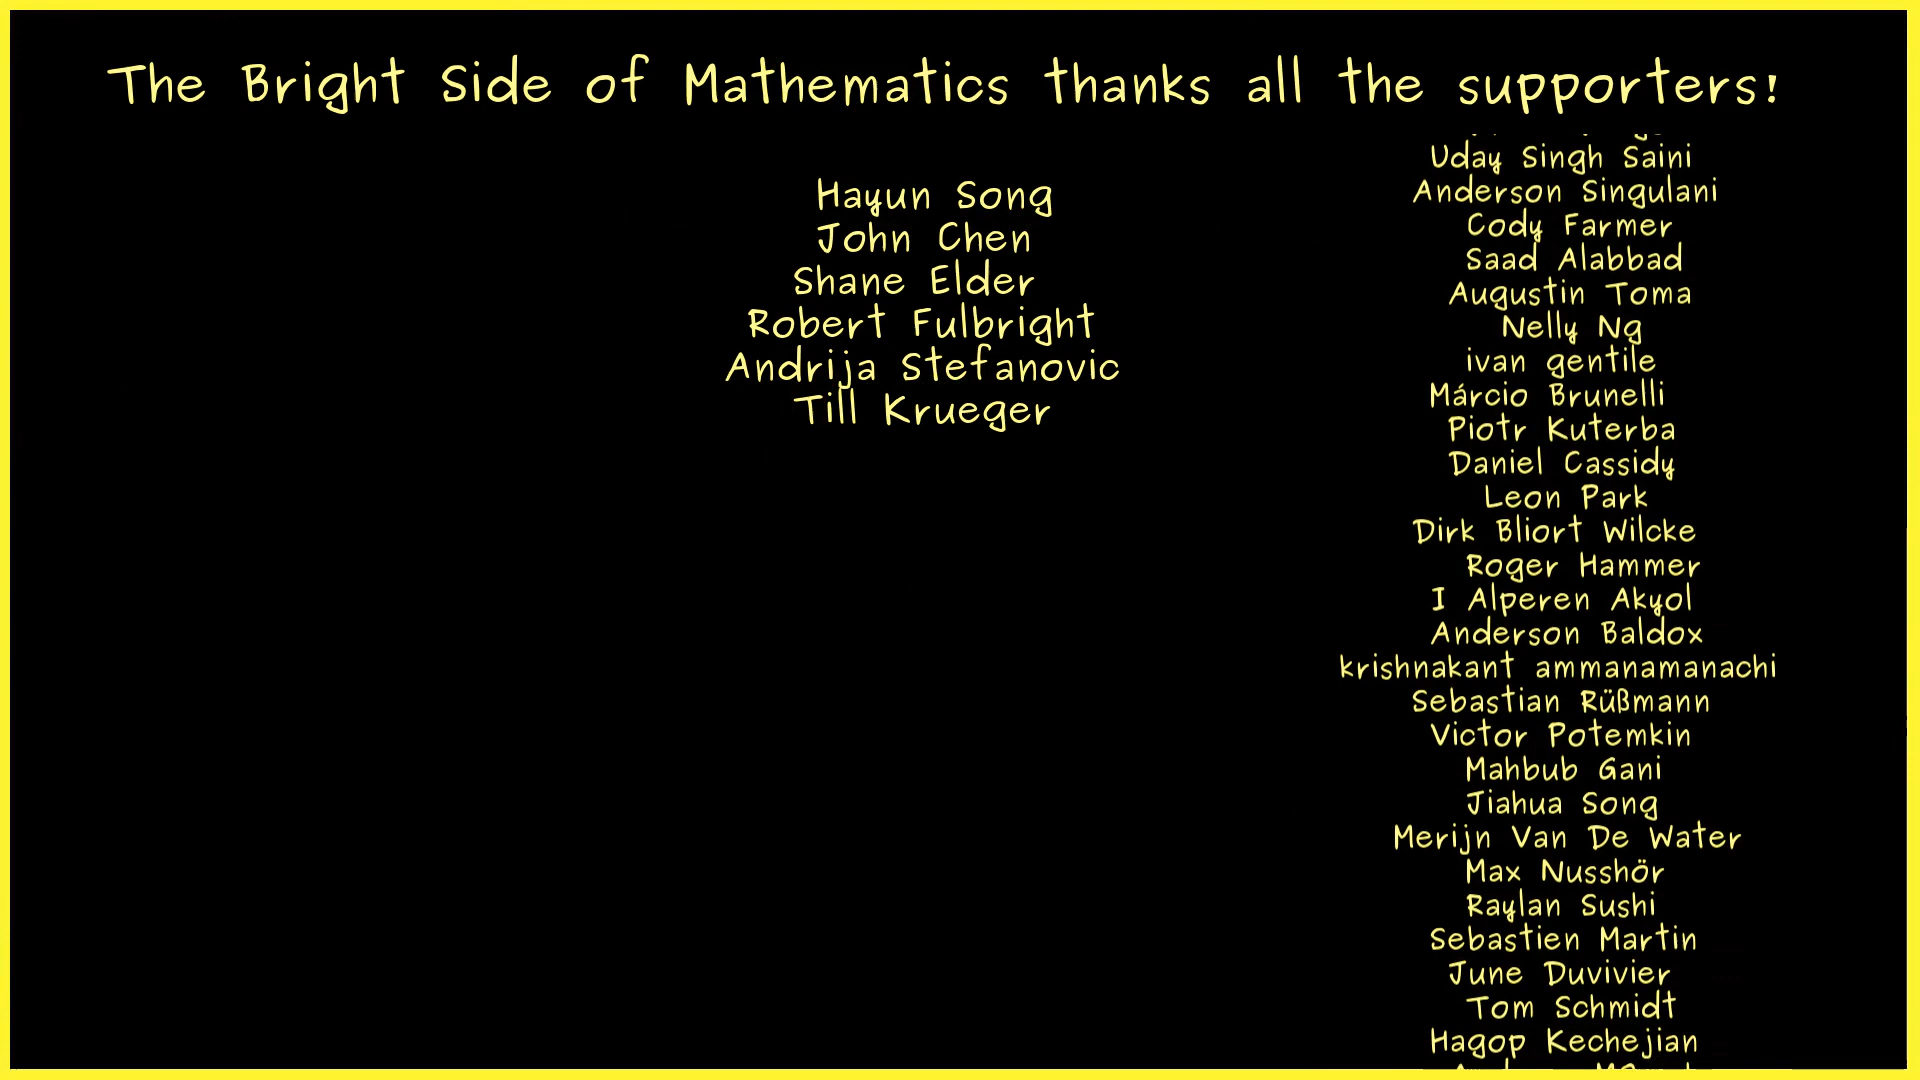 The Bright Side of Mathematics thanks all the supporters!
Hayun Song
John Chen
Shane Elder
Robert Fulbright
Andrija Stefanovic
Till Krueger
Uday Singh Saini
Anderson Singulani
Cody Farmer
Saad Alabbad
Augustin Toma
Nelly Ng
ivan gentile
Márcio Brunelli
Piotr Kuterba
Daniel Cassidy
Leon Park
Dirk Bliort Wilcke
Roger Hammer
I Alperen Akyol
Anderson Baldox
krishnakant ammanamanachi
Sebastian Rüßmann
Victor Potemkin
Mahbub Gani
Jiahua Song
Merijn Van De Water
Max Nusshör
Raylan Sushi
Sebastien Martin
June Duvivier
Tom Schmidt
Hagop Kechejian